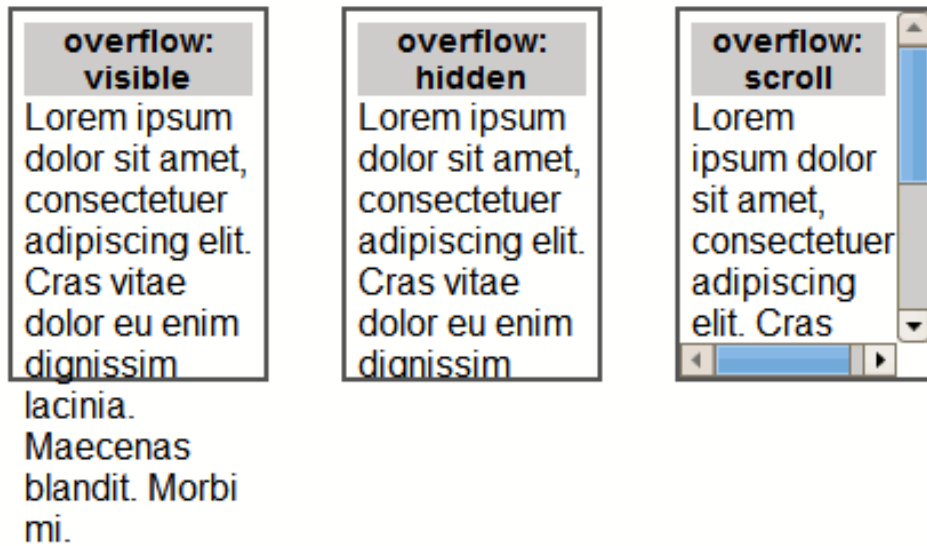 overflow:
visible
Lorem ipsum
dolor sit amet,
consectetuer
adipiscing elit.
Cras vitae
dolor eu enim
dignissim
lacinia.
Maecenas
blandit. Morbi
mi.
overflow:
hidden
Lorem ipsum
dolor sit amet,
consectetuer
adipiscing elit.
Cras vitae
dolor eu enim
dignissim
overflow:
scroll
Lorem
ipsum dolor
sit amet,
consectetuer
adipiscing
elit. Cras